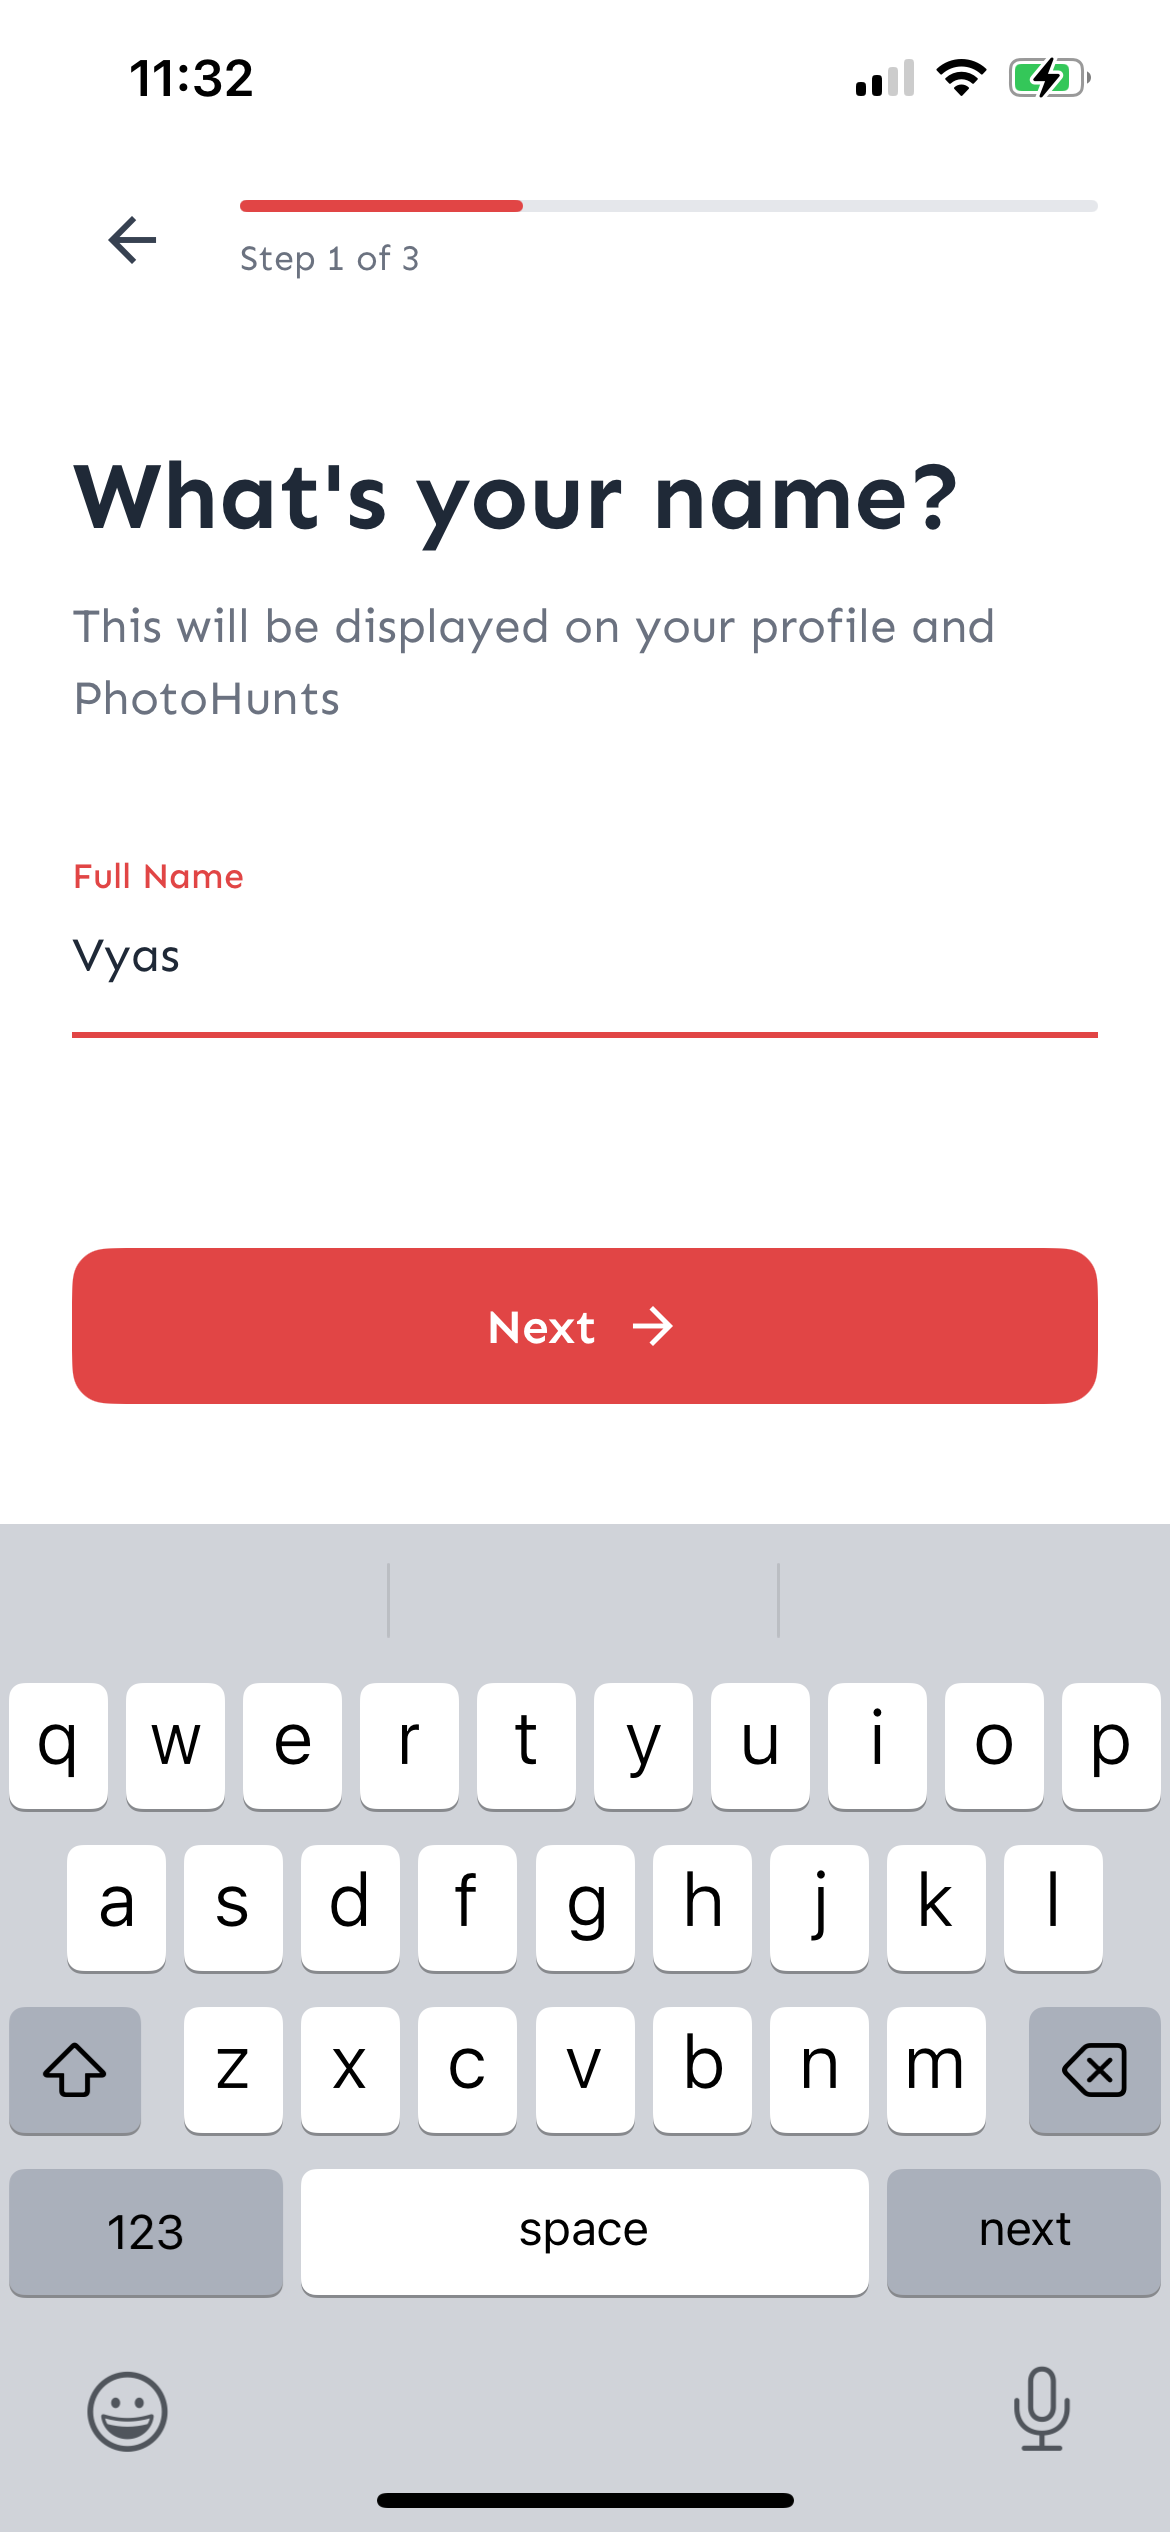 11:32
Step 1 of 3
What's your name?
This will be displayed on your profile and
PhotoHunts
Full Name
Vyas
Next
q w e r t y u i o p
a s d f g h j k l
z x c v b n m
123 space next